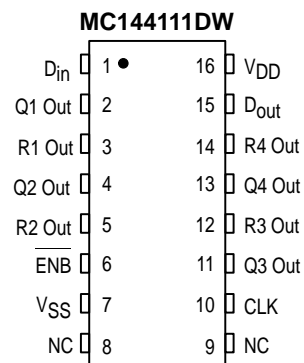 MC144111DW
Din 1 16 VDD
Q1 Out 2 15 Dout
R1 Out 3 14 R4 Out
Q2 Out 4 13 Q4 Out
R2 Out 5 12 R3 Out
ENB 6 11 Q3 Out
VSS 7 10 CLK
NC 8 9 NC